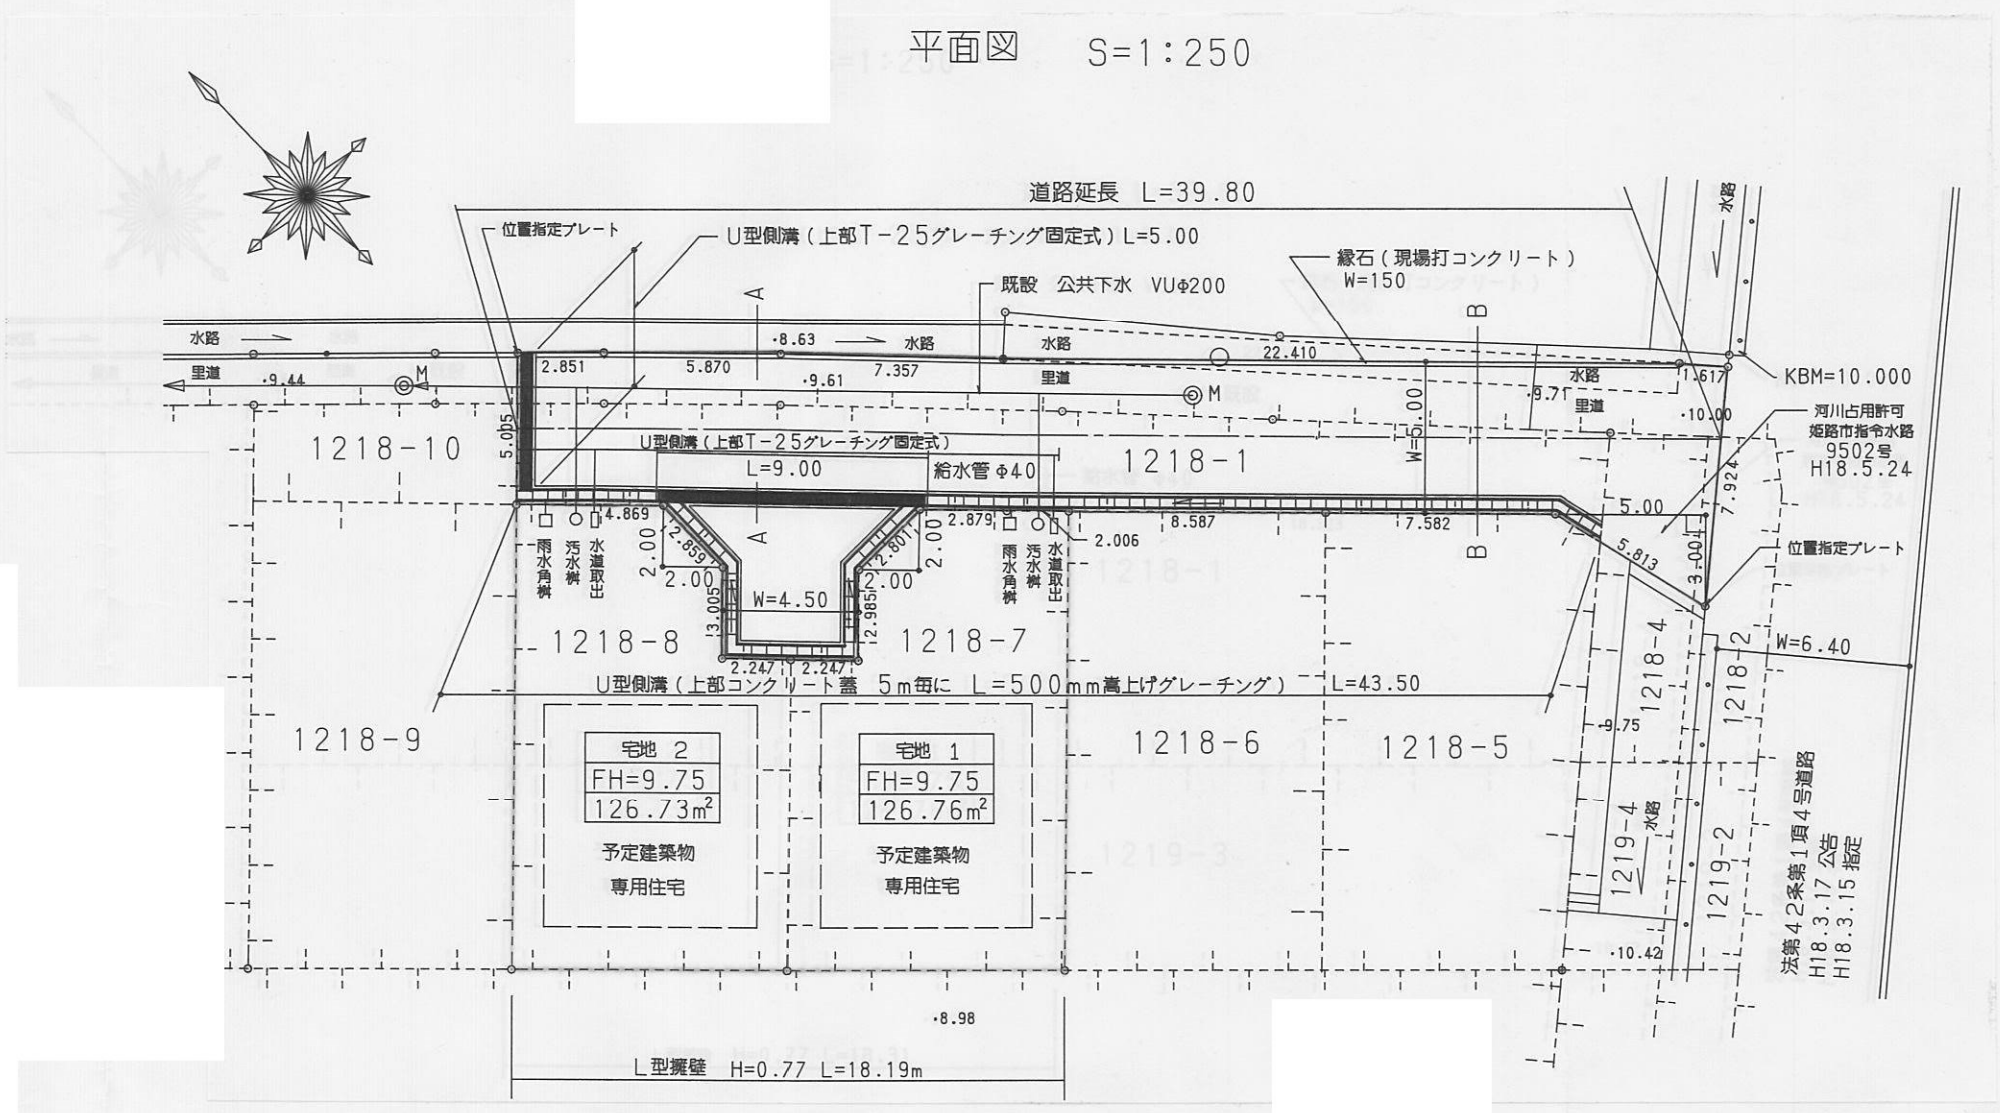 平面図 S=1:250
道路延長 L=39.80
位置指定プレート
U型側溝(上部T-25グレーチング固定式)L=5.00
縁石(現場打コンクリート)
W=150
既設 公共下水 VUφ200
水路
A
B
水路
・8.63
水路
水路
22.410
里道
・9.44
M
2.851
5.870
7.357
・9.61
里道
M
水路
1.617
KBM=10.000
・9.71
里道
・10.00
河川占用許可
姫路市指令水路
9502号
H18.5.24
5.005
W=5.00
7.924
1218-10
U型側溝(上部T-25グレーチング固定式)
L=9.00
給水管 φ40
1218-1
4.869
2.879
8.587
7.582
5.00
2.00
2.859
A
2.801
2.00
2.006
B
5.813
3.001
位置指定プレート
雨水角桝
汚水桝
水道取出
2.00
2.00
雨水角桝
汚水桝
水道取出
3.005
W=4.50
2.985
1218-8
1218-7
1218-4
1218-2
W=6.40
2.247
2.247
U型側溝(上部コンクリート蓋 5m毎に L=500mm嵩上げグレーチング) L=43.50
1218-9
1218-6
1218-5
・9.75
宅地 2
FH=9.75
126.73m²
予定建築物
専用住宅
宅地 1
FH=9.75
126.76m²
予定建築物
専用住宅
1219-4
水路
1219-2
法第42条第1項4号道路
H18.3.17 公告
H18.3.15 指定
・10.42
・8.98
L型擁壁 H=0.77 L=18.19m